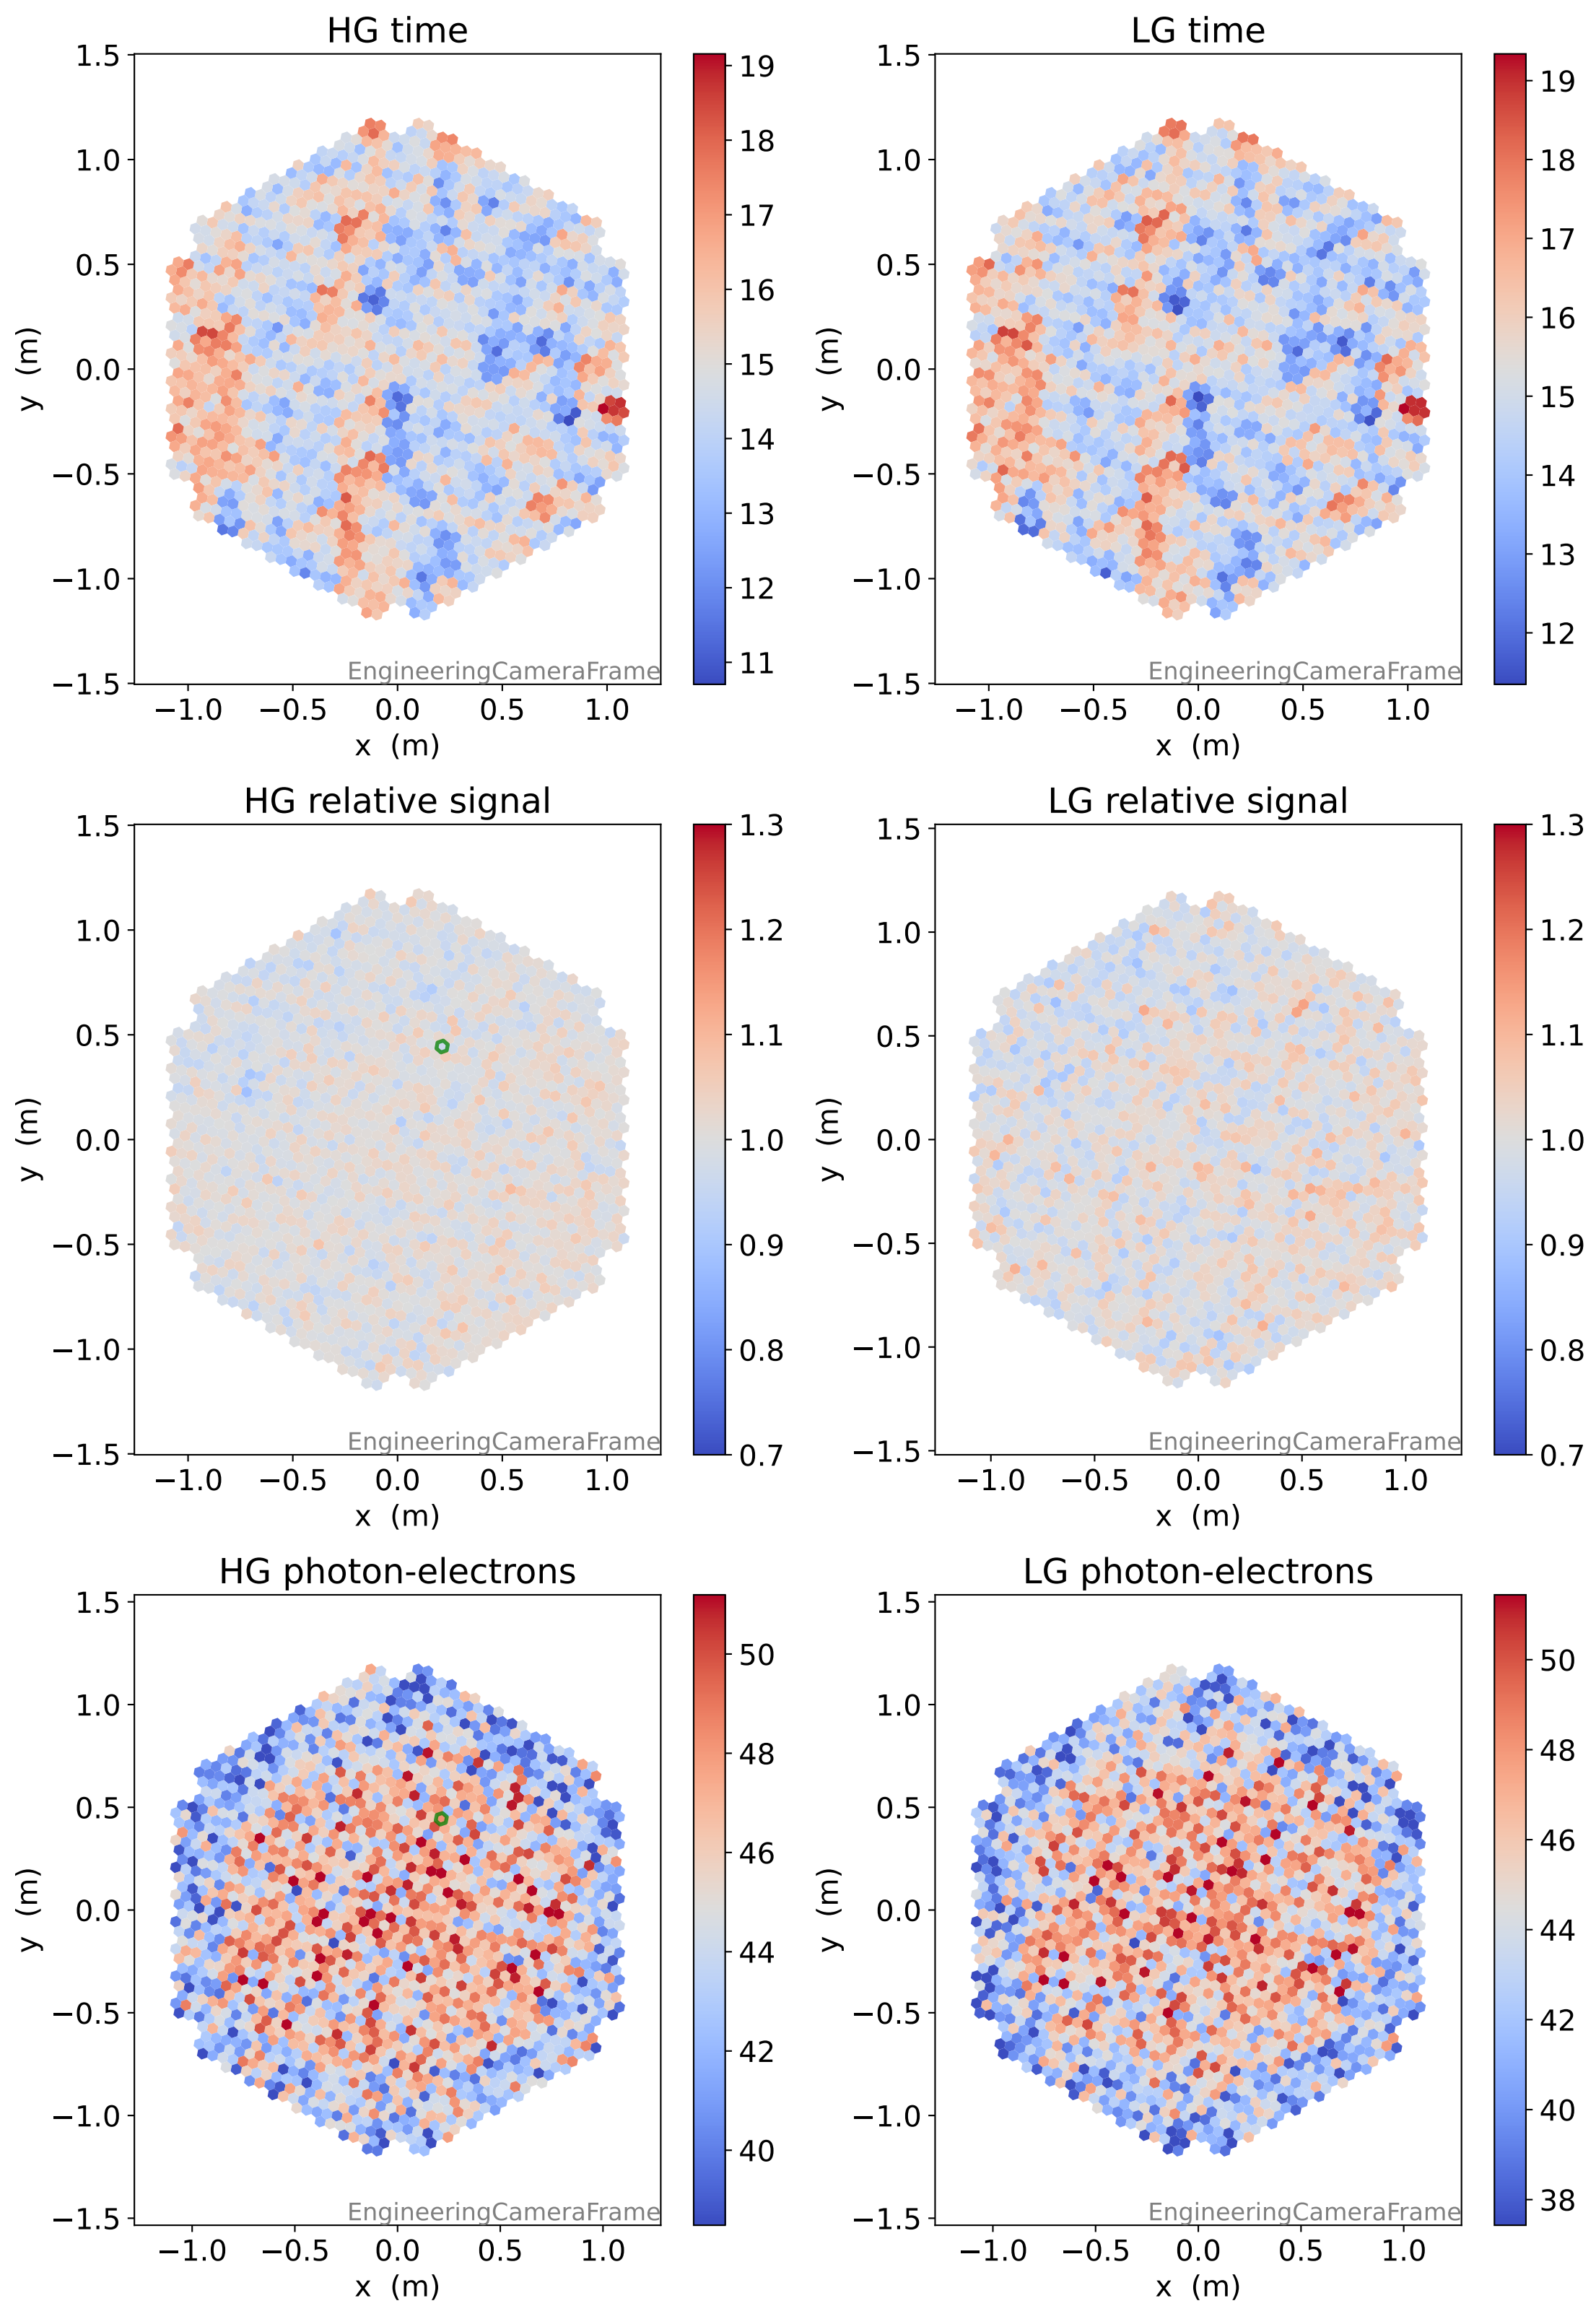 HG time
1.5
1.0
0.5
0.0
−0.5
−1.0
−1.5
y (m)
−1.0 −0.5 0.0 0.5 1.0
x (m)
EngineeringCameraFrame
19
18
17
16
15
14
13
12
11
LG time
1.5
1.0
0.5
0.0
−0.5
−1.0
−1.5
y (m)
−1.0 −0.5 0.0 0.5 1.0
x (m)
EngineeringCameraFrame
19
18
17
16
15
14
13
12
HG relative signal
1.5
1.0
0.5
0.0
−0.5
−1.0
−1.5
y (m)
−1.0 −0.5 0.0 0.5 1.0
x (m)
EngineeringCameraFrame
1.3
1.2
1.1
1.0
0.9
0.8
0.7
LG relative signal
1.5
1.0
0.5
0.0
−0.5
−1.0
−1.5
y (m)
−1.0 −0.5 0.0 0.5 1.0
x (m)
EngineeringCameraFrame
1.3
1.2
1.1
1.0
0.9
0.8
0.7
HG photon-electrons
1.5
1.0
0.5
0.0
−0.5
−1.0
−1.5
y (m)
−1.0 −0.5 0.0 0.5 1.0
x (m)
EngineeringCameraFrame
50
48
46
44
42
40
LG photon-electrons
1.5
1.0
0.5
0.0
−0.5
−1.0
−1.5
y (m)
−1.0 −0.5 0.0 0.5 1.0
x (m)
EngineeringCameraFrame
50
48
46
44
42
40
38